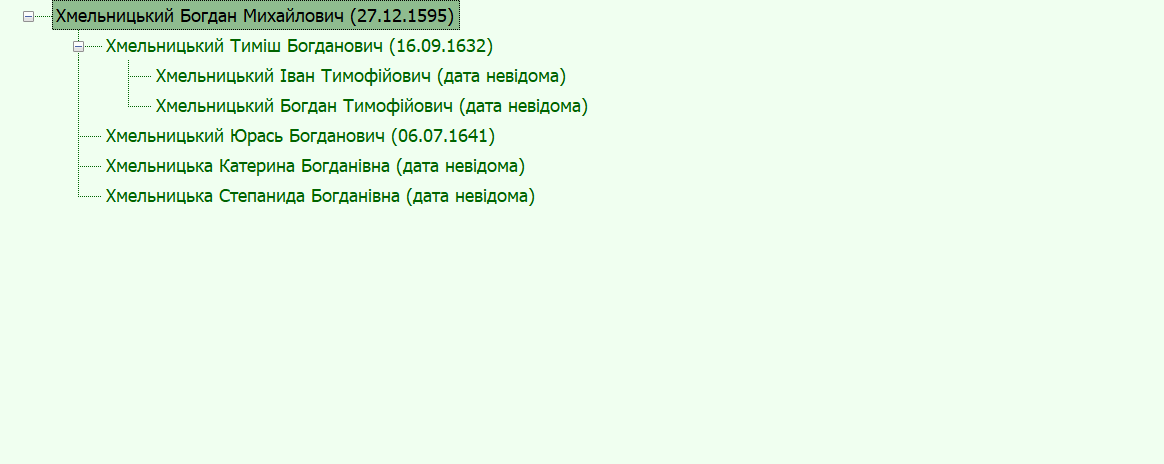 Хмельницький Богдан Михайлович (27.12.1595)
Хмельницький Тиміш Богданович (16.09.1632)
Хмельницький Іван Тимофійович (дата невідома)
Хмельницький Богдан Тимофійович (дата невідома)
Хмельницький Юрась Богданович (06.07.1641)
Хмельницька Катерина Богданівна (дата невідома)
Хмельницька Степанида Богданівна (дата невідома)